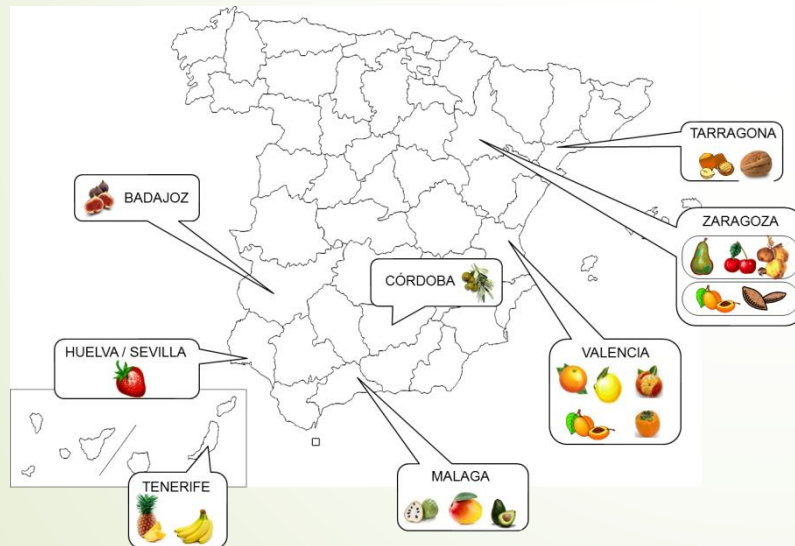 TARRAGONA
ZARAGOZA
BADAJOZ
CÓRDOBA
HUELVA / SEVILLA
VALENCIA
MALAGA
TENERIFE